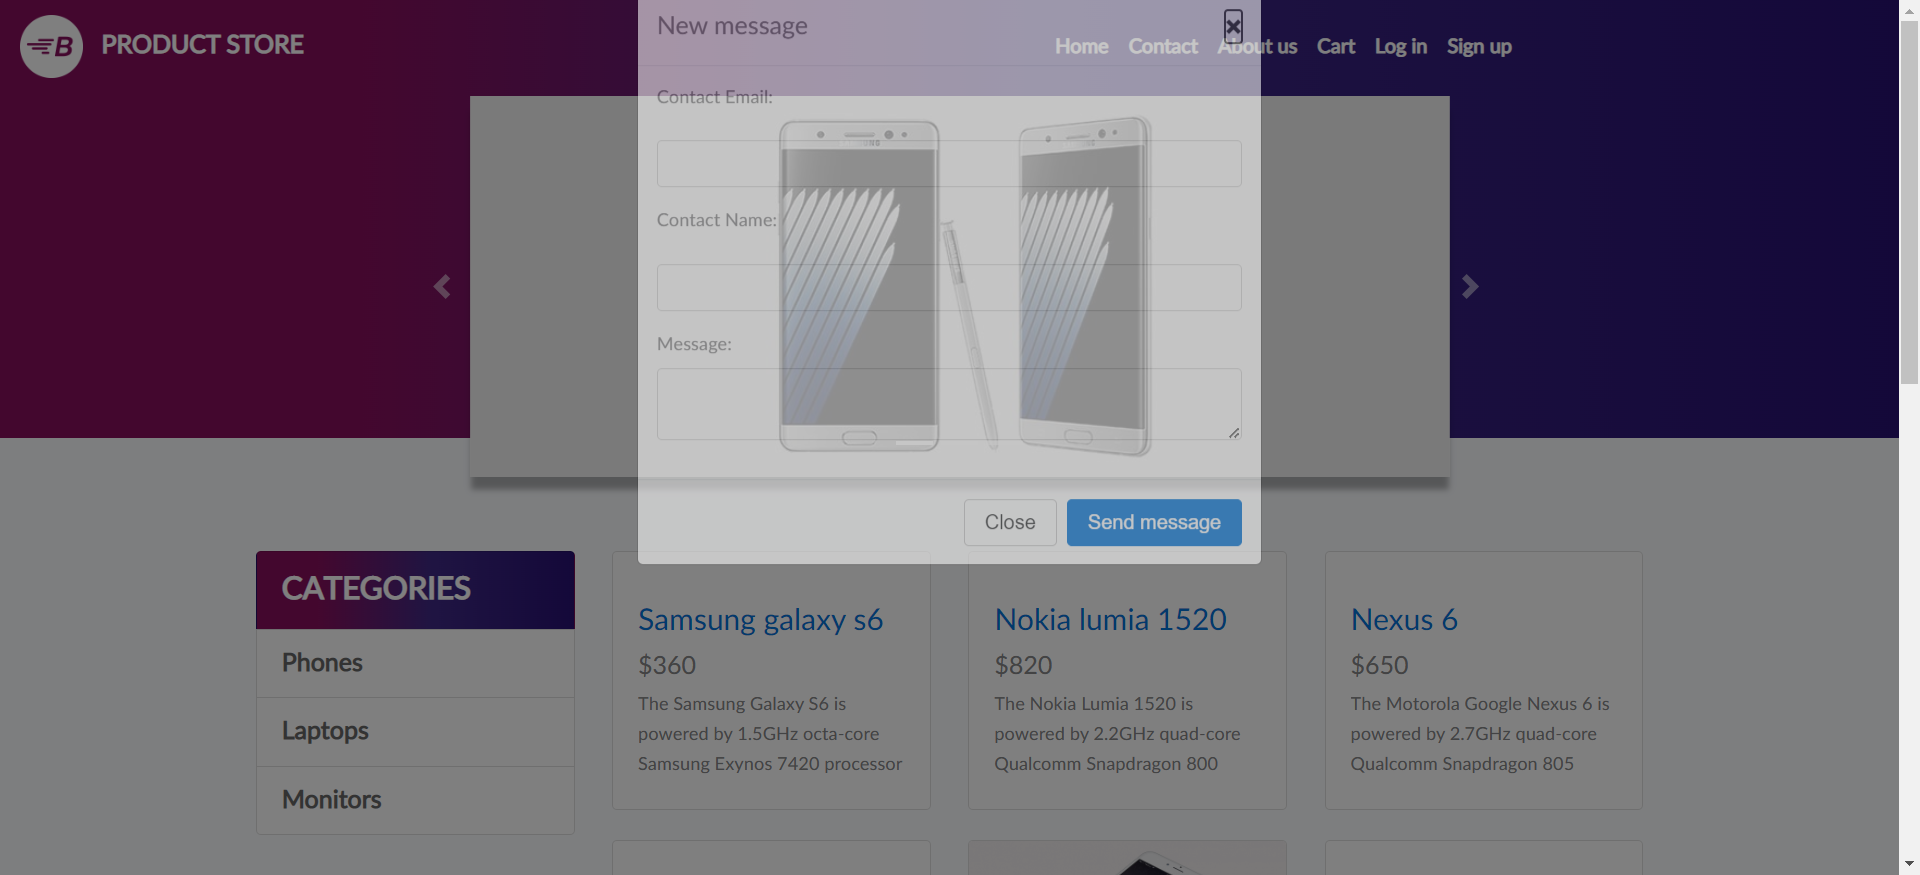 B PRODUCT STORE
Home Contact About us Cart Log in Sign up
New message
Contact Email:
Contact Name:
Message:
Close Send message
CATEGORIES
Phones
Laptops
Monitors
Samsung galaxy s6
$360
The Samsung Galaxy S6 is
powered by 1.5GHz octa-core
Samsung Exynos 7420 processor
Nokia lumia 1520
$820
The Nokia Lumia 1520 is
powered by 2.2GHz quad-core
Qualcomm Snapdragon 800
Nexus 6
$650
The Motorola Google Nexus 6 is
powered by 2.7GHz quad-core
Qualcomm Snapdragon 805